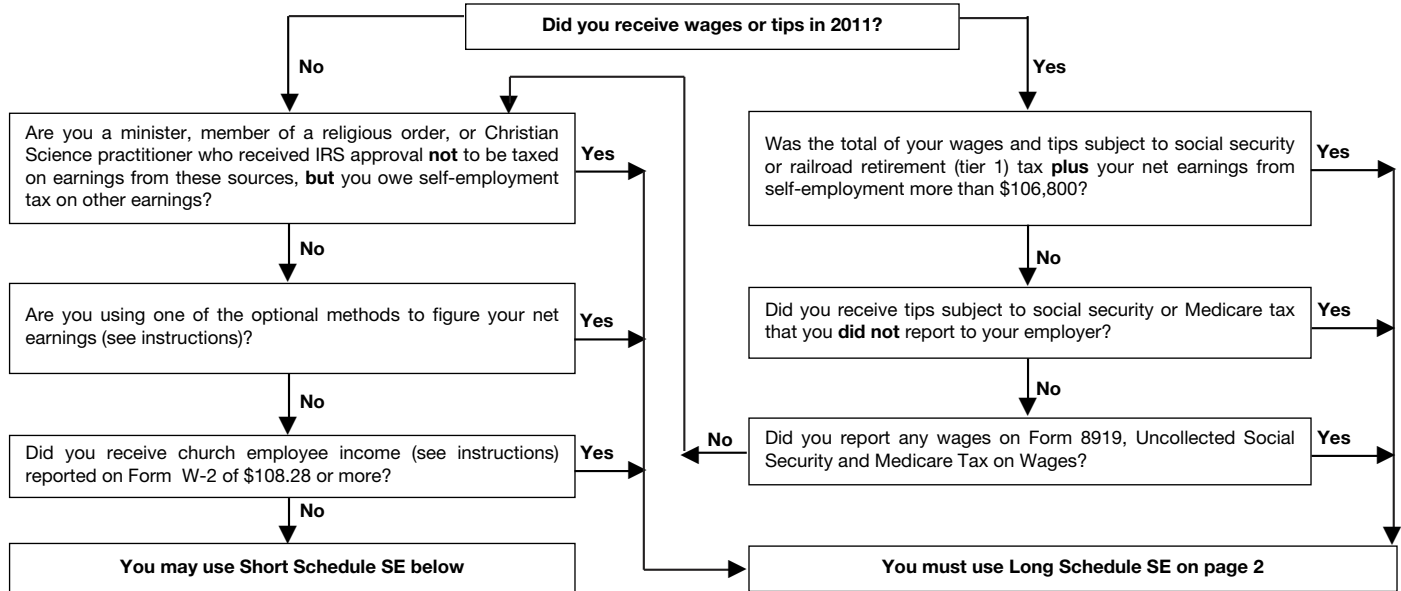 Did you receive wages or tips in 2011?
No
Yes
Are you a minister, member of a religious order, or Christian
Science practitioner who received IRS approval not to be taxed
on earnings from these sources, but you owe self-employment
tax on other earnings?
Yes
No
Are you using one of the optional methods to figure your net
earnings (see instructions)?
Yes
No
Did you receive church employee income (see instructions)
reported on Form W-2 of $108.28 or more?
Yes
No
You may use Short Schedule SE below
Was the total of your wages and tips subject to social security
or railroad retirement (tier 1) tax plus your net earnings from
self-employment more than $106,800?
Yes
No
Did you receive tips subject to social security or Medicare tax
that you did not report to your employer?
Yes
No
Did you report any wages on Form 8919, Uncollected Social
Security and Medicare Tax on Wages?
No
Yes
You must use Long Schedule SE on page 2